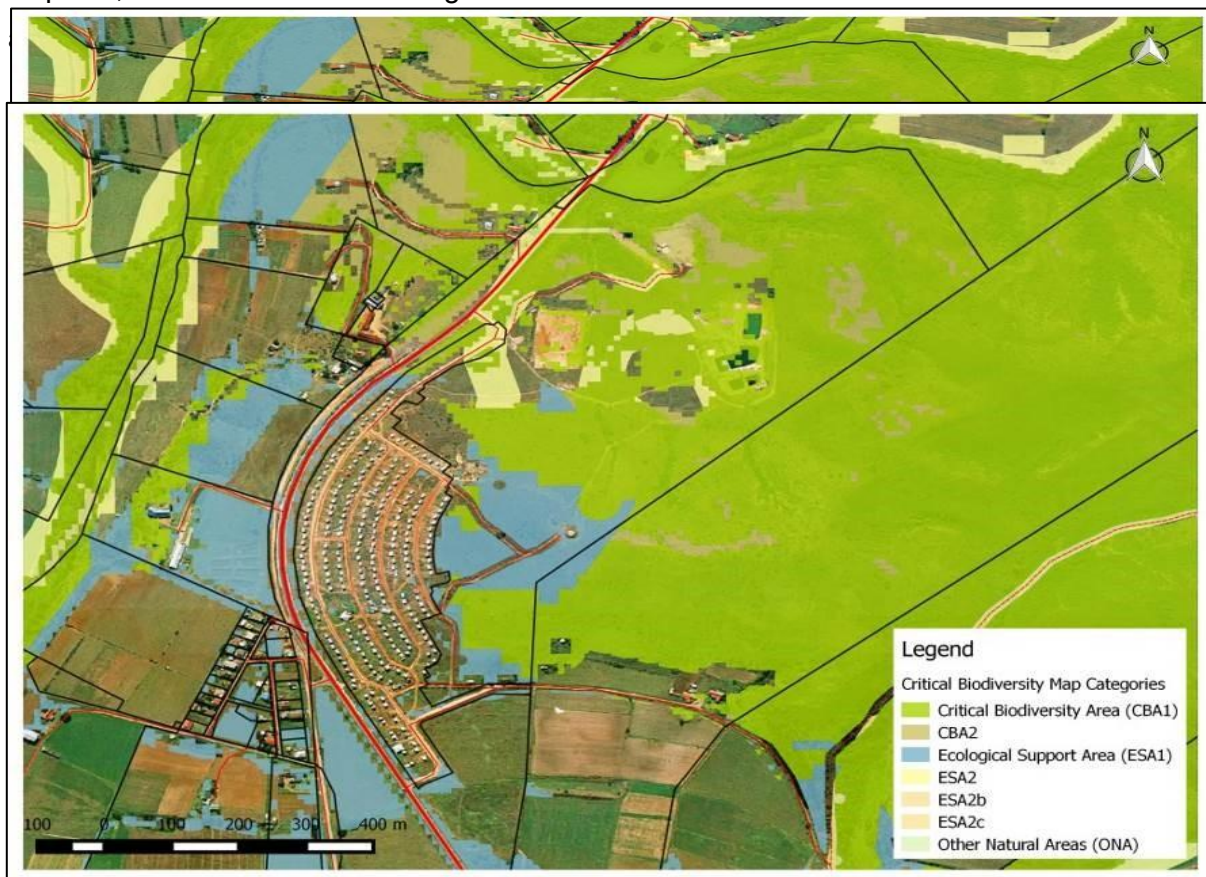 N
N
Legend
Critical Biodiversity Map Categories
Critical Biodiversity Area (CBA1)
CBA2
Ecological Support Area (ESA1)
ESA2
ESA2b
ESA2c
Other Natural Areas (ONA)
100 0 100 200 300 400 m